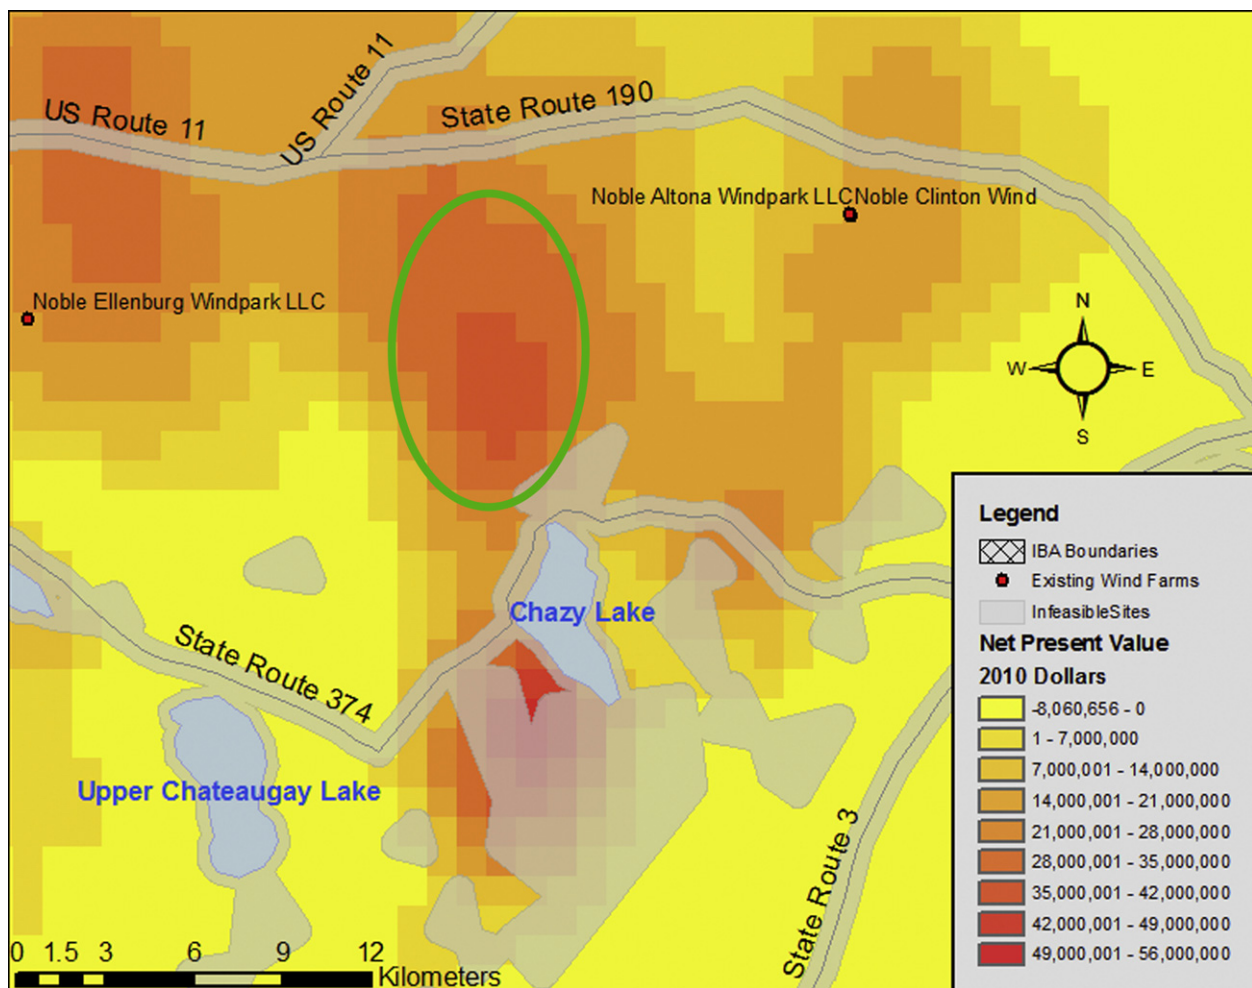 US Route 11
US Route 11
State Route 190
Noble Altona Windpark LLCNoble Clinton Wind
Noble Ellenburg Windpark LLC
N
W
E
S
Chazy Lake
State Route 374
Upper Chateaugay Lake
State Route 3
0 1.5 3 6 9 12
Kilometers
Legend
IBA Boundaries
Existing Wind Farms
InfeasibleSites
Net Present Value
2010 Dollars
-8,060,656 - 0
1 - 7,000,000
7,000,001 - 14,000,000
14,000,001 - 21,000,000
21,000,001 - 28,000,000
28,000,001 - 35,000,000
35,000,001 - 42,000,000
42,000,001 - 49,000,000
49,000,001 - 56,000,000